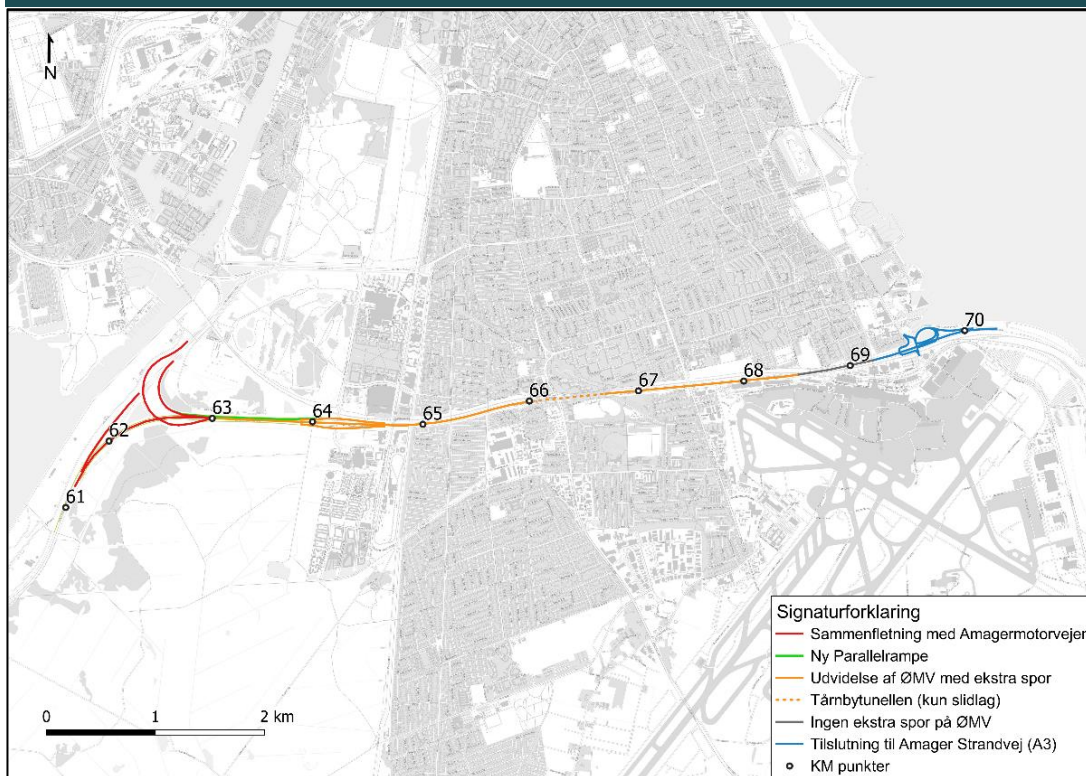 N
70
69
68
67
66
65
64
63
62
61
0 1 2 km
Signaturforklaring
Sammenfletning med Amagermotorvejen
Ny Parallelrampe
Udvidelse af ØMV med ekstra spor
Tårnbytunellen (kun slidlag)
Ingen ekstra spor på ØMV
Tilslutning til Amager Strandvej (A3)
KM punkter